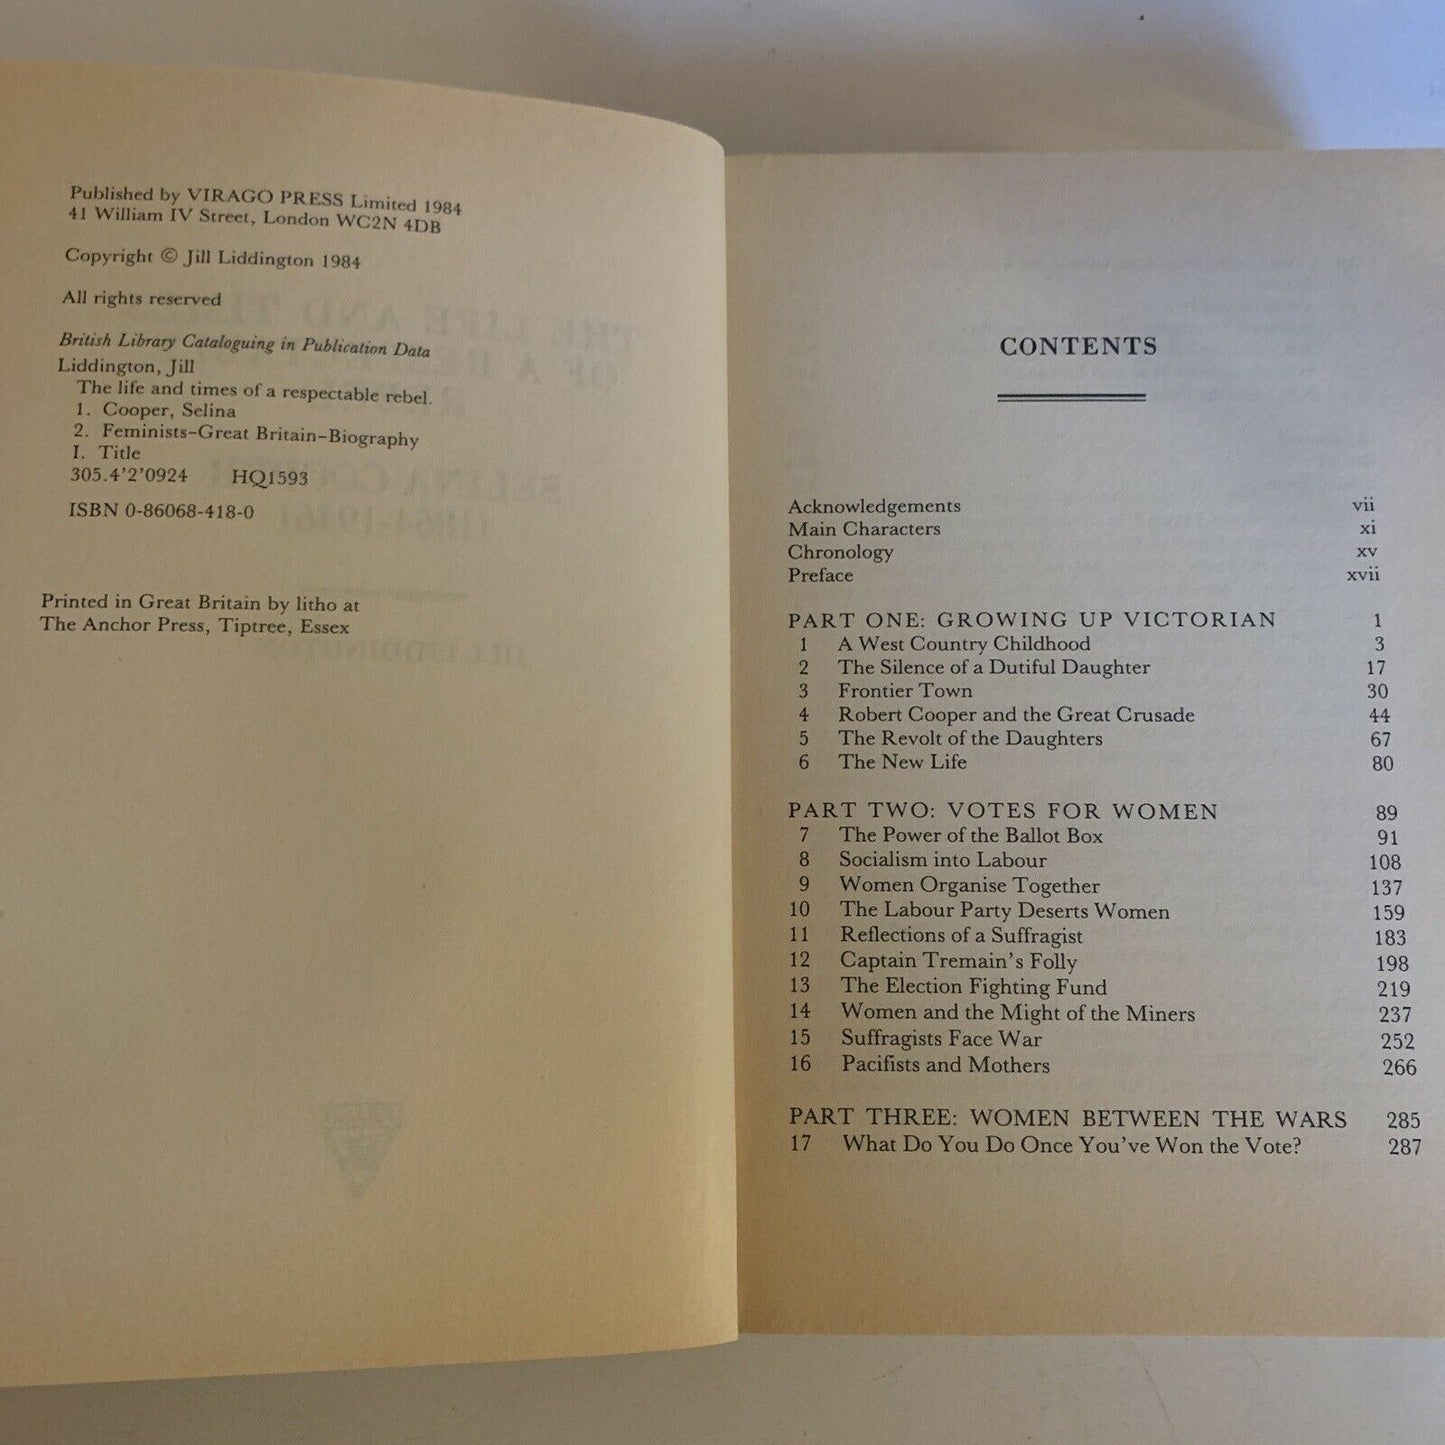 Published by VIRAGO PRESS Limited 1984
41 William IV Street, London WC2N 4DB
Copyright © Jill Liddington 1984
All rights reserved
British Library Cataloguing in Publication Data
Liddington, Jill
The life and times of a respectable rebel.
1. Cooper, Selina
2. Feminists–Great Britain–Biography
I. Title
305.4'2'0924 HQ1593
ISBN 0-86068-418-0
Printed in Great Britain by litho at
The Anchor Press, Tiptree, Essex
CONTENTS
Acknowledgements vii
Main Characters xi
Chronology xv
Preface xvii
PART ONE: GROWING UP VICTORIAN 1
1 A West Country Childhood 3
2 The Silence of a Dutiful Daughter 17
3 Frontier Town 30
4 Robert Cooper and the Great Crusade 44
5 The Revolt of the Daughters 67
6 The New Life 80
PART TWO: VOTES FOR WOMEN 89
7 The Power of the Ballot Box 91
8 Socialism into Labour 108
9 Women Organise Together 137
10 The Labour Party Deserts Women 159
11 Reflections of a Suffragist 183
12 Captain Tremain's Folly 198
13 The Election Fighting Fund 219
14 Women and the Might of the Miners 237
15 Suffragists Face War 252
16 Pacifists and Mothers 266
PART THREE: WOMEN BETWEEN THE WARS 285
17 What Do You Do Once You've Won the Vote? 287